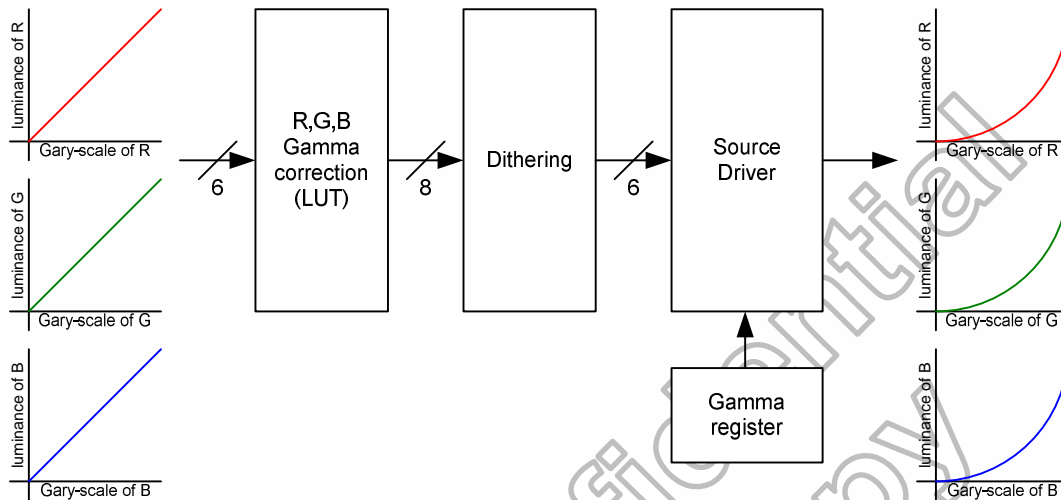 luminance of R
Gary-scale of R
luminance of G
Gary-scale of G
luminance of B
Gary-scale of B
6
R,G,B
Gamma
correction
(LUT)
8
Dithering
6
Source
Driver
Gamma
register
luminance of R
Gary-scale of R
luminance of G
Gary-scale of G
luminance of B
Gary-scale of B
fidential
py